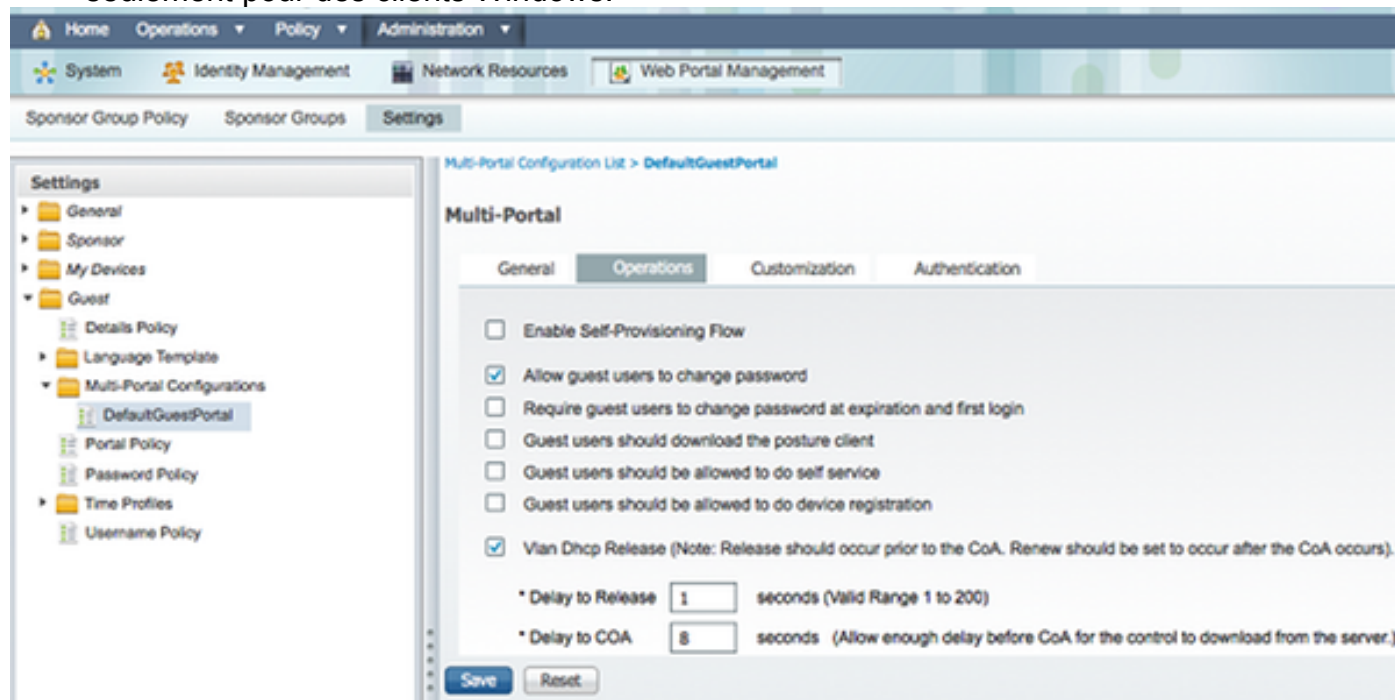 seulement pour des clients Windows.
Home Operations Policy Administration
System Identity Management Network Resources Web Portal Management
Sponsor Group Policy Sponsor Groups Settings
Settings
General
Sponsor
My Devices
Guest
Details Policy
Language Template
Multi-Portal Configurations
DefaultGuestPortal
Portal Policy
Password Policy
Time Profiles
Username Policy
Multi-Portal Configuration List > DefaultGuestPortal
Multi-Portal
General Operations Customization Authentication
Enable Self-Provisioning Flow
Allow guest users to change password
Require guest users to change password at expiration and first login
Guest users should download the posture client
Guest users should be allowed to do self service
Guest users should be allowed to do device registration
Vlan Dhcp Release (Note: Release should occur prior to the CoA. Renew should be set to occur after the CoA occurs).
* Delay to Release 1 seconds (Valid Range 1 to 200)
* Delay to COA 8 seconds (Allow enough delay before CoA for the control to download from the server.)
Save Reset